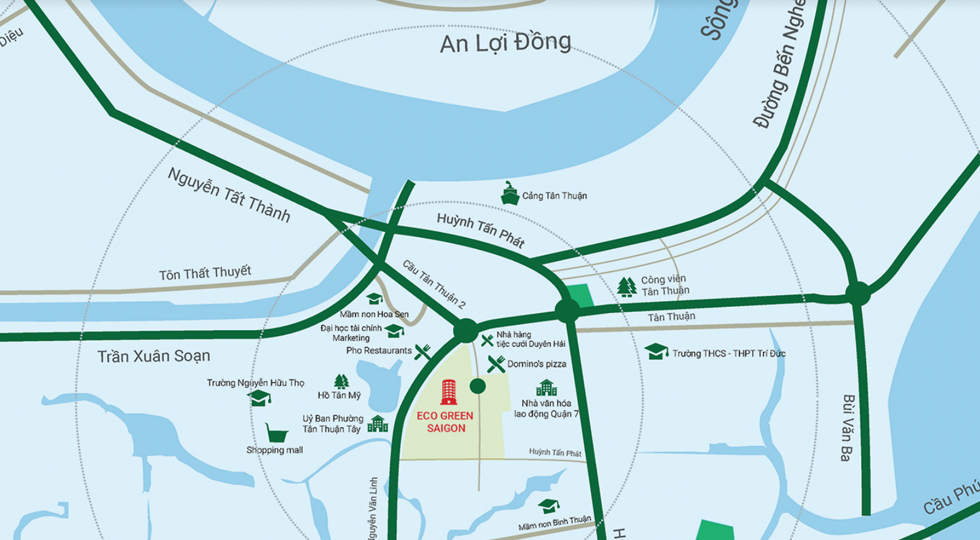 An Lợi Đồng
Sông
Đường Bến Nghé
Diệu
Nguyễn Tất Thành
Cảng Tân Thuận
Huỳnh Tấn Phát
Tôn Thất Thuyết
Cầu Tân Thuận 2
Công viên
Tân Thuận
Mầm non Hoa Sen
Tân Thuận
Đại học tài chính
Marketing
Nhà hàng
tiệc cưới Duyên Hải
Trần Xuân Soạn
Pho Restaurants
Trường THCS - THPT Trí Đức
Domino's pizza
Trường Nguyễn Hữu Thọ
Hồ Tân Mỹ
Nhà văn hóa
lao động Quận 7
ECO GREEN
SAIGON
Uỷ Ban Phường
Tân Thuận Tây
Bùi Văn Ba
Shopping mall
Huỳnh Tấn Phát
Nguyễn Văn Linh
Mầm non Bình Thuận
H
Cầu Phú